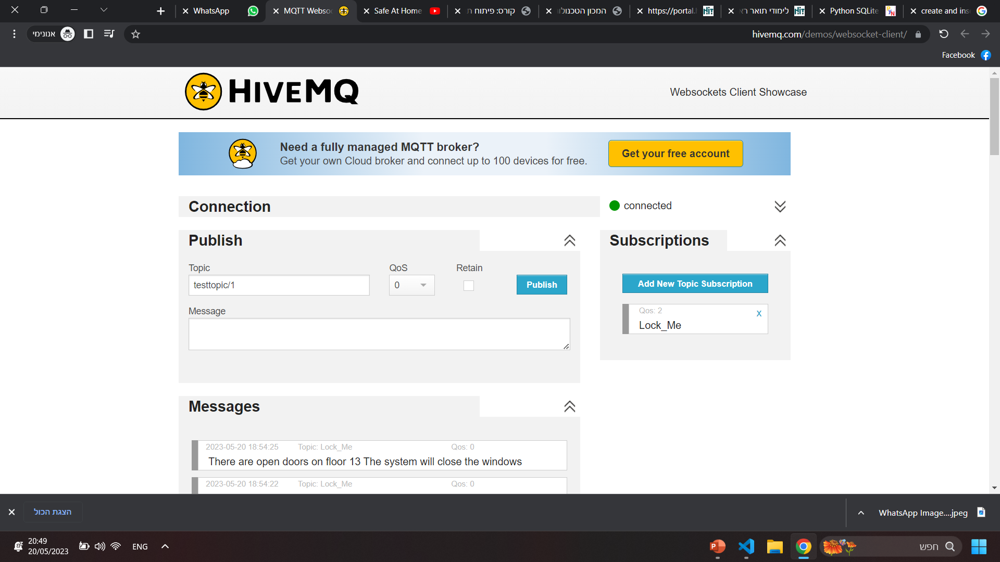 WhatsApp
MQTT Websoc
Safe At Home
קורס: פיתוח ת
המכון הטכנולוג
https://portal.h
לימודי תואר רא
Python SQLite
create and inse
אנונימי
hivemq.com/demos/websocket-client/
Facebook
HIVEMQ
Websockets Client Showcase
Need a fully managed MQTT broker?
Get your own Cloud broker and connect up to 100 devices for free.
Get your free account
Connection
connected
Publish
Subscriptions
Topic
QoS
Retain
testtopic/1
0
Publish
Add New Topic Subscription
Message
Qos: 2
x
Lock_Me
Messages
2023-05-20 18:54:25 Topic: Lock_Me Qos: 0
There are open doors on floor 13 The system will close the windows
2023-05-20 18:54:22 Topic: Lock_Me Qos: 0
הצגת הכול
WhatsApp Image....jpeg
20:49
20/05/2023
ENG
חפש